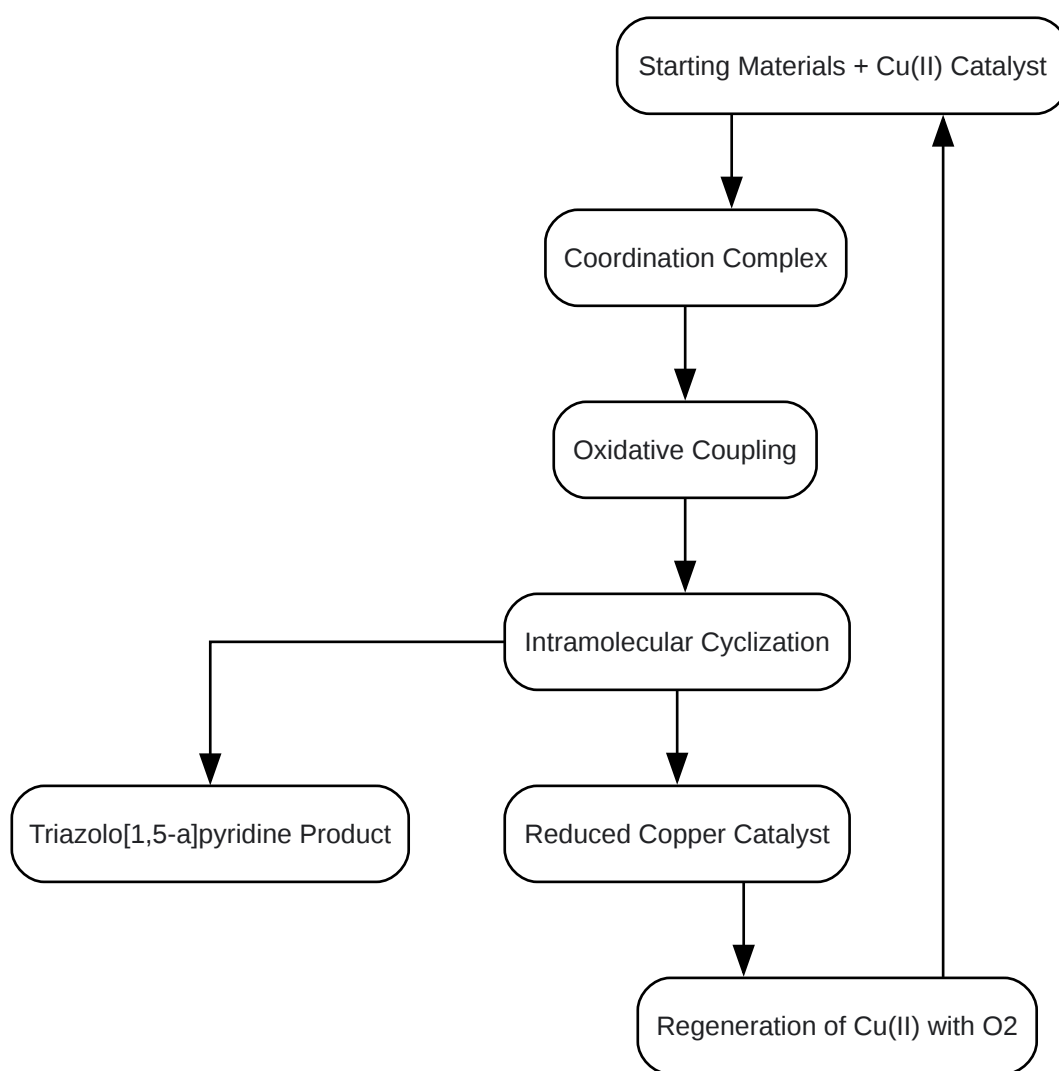 Starting Materials + Cu(II) Catalyst
Coordination Complex
Oxidative Coupling
Intramolecular Cyclization
Triazolo[1,5-a]pyridine Product
Reduced Copper Catalyst
Regeneration of Cu(II) with O2